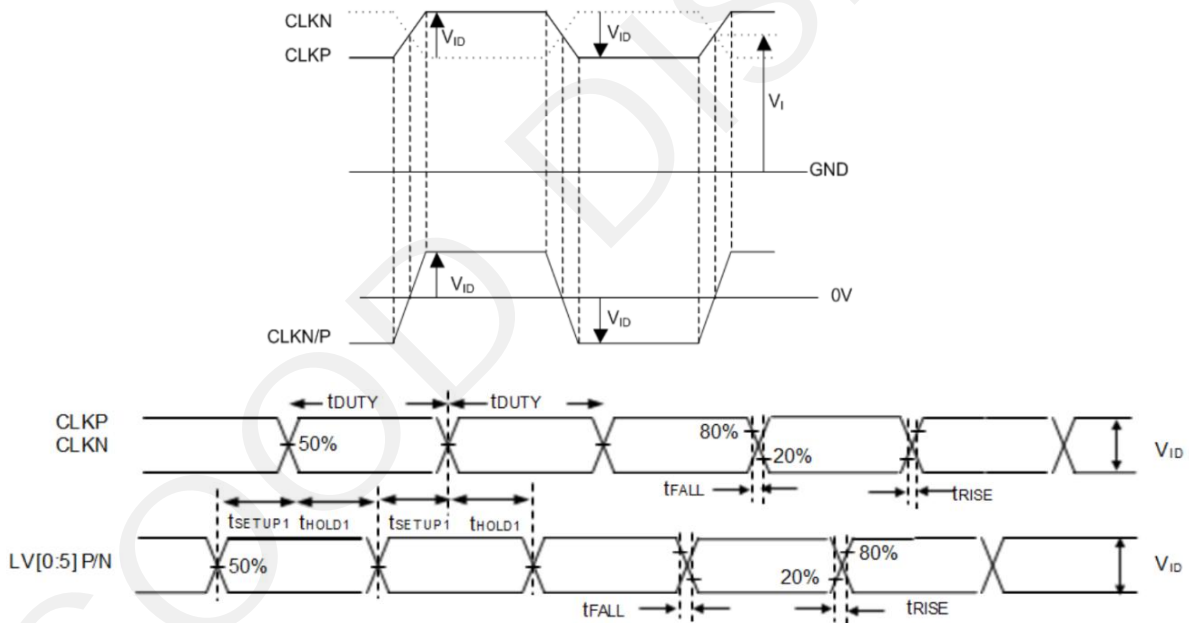 CLKN
CLKP
VID
VID
VI
GND
VID
0V
VID
CLKN/P
tDUTY
tDUTY
CLKP
CLKN
50%
80%
20%
VID
tFALL
tRISE
tSETUP1
tHOLD1
tSETUP1
tHOLD1
LV[0:5] P/N
50%
80%
20%
VID
tFALL
tRISE